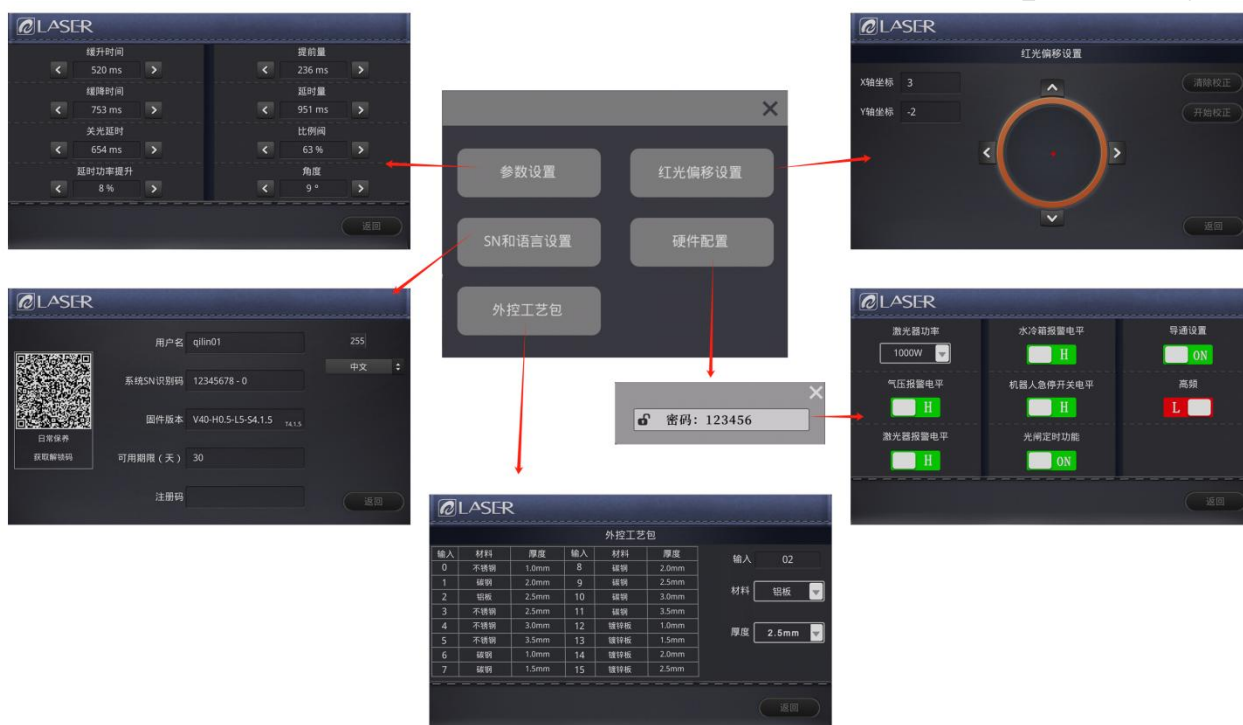 LASER
缓升时间
520 ms
提前量
236 ms
缓降时间
753 ms
延时量
951 ms
关光延时
654 ms
比例阀
63 %
延时功率提升
8 %
角度
9 °
返回
参数设置
红光偏移设置
SN和语言设置
硬件配置
外控工艺包
LASER
红光偏移设置
X轴坐标 3
清除校正
Y轴坐标 -2
开始校正
返回
LASER
用户名 qilin01 255
中文
系统SN识别码 12345678 - 0
固件版本 V40-H0.5-L5-S4.1.5 T4.1.5
日常保养
获取解锁码
可用期限（天） 30
注册码
返回
密码: 123456
LASER
激光器功率
1000W
水冷箱报警电平
H
导通设置
ON
气压报警电平
H
机器人急停开关电平
H
高频
L
激光器报警电平
H
光闸定时功能
ON
返回
LASER
外控工艺包
输入 材料 厚度 输入 材料 厚度
0 不锈钢 1.0mm 8 碳钢 2.0mm
1 碳钢 2.0mm 9 碳钢 2.5mm
2 铝板 2.5mm 10 碳钢 3.0mm
3 不锈钢 2.5mm 11 碳钢 3.5mm
4 不锈钢 3.0mm 12 镀锌板 1.0mm
5 不锈钢 3.5mm 13 镀锌板 1.5mm
6 碳钢 1.0mm 14 镀锌板 2.0mm
7 碳钢 1.5mm 15 镀锌板 2.5mm
输入 02
材料 铝板
厚度 2.5mm
返回